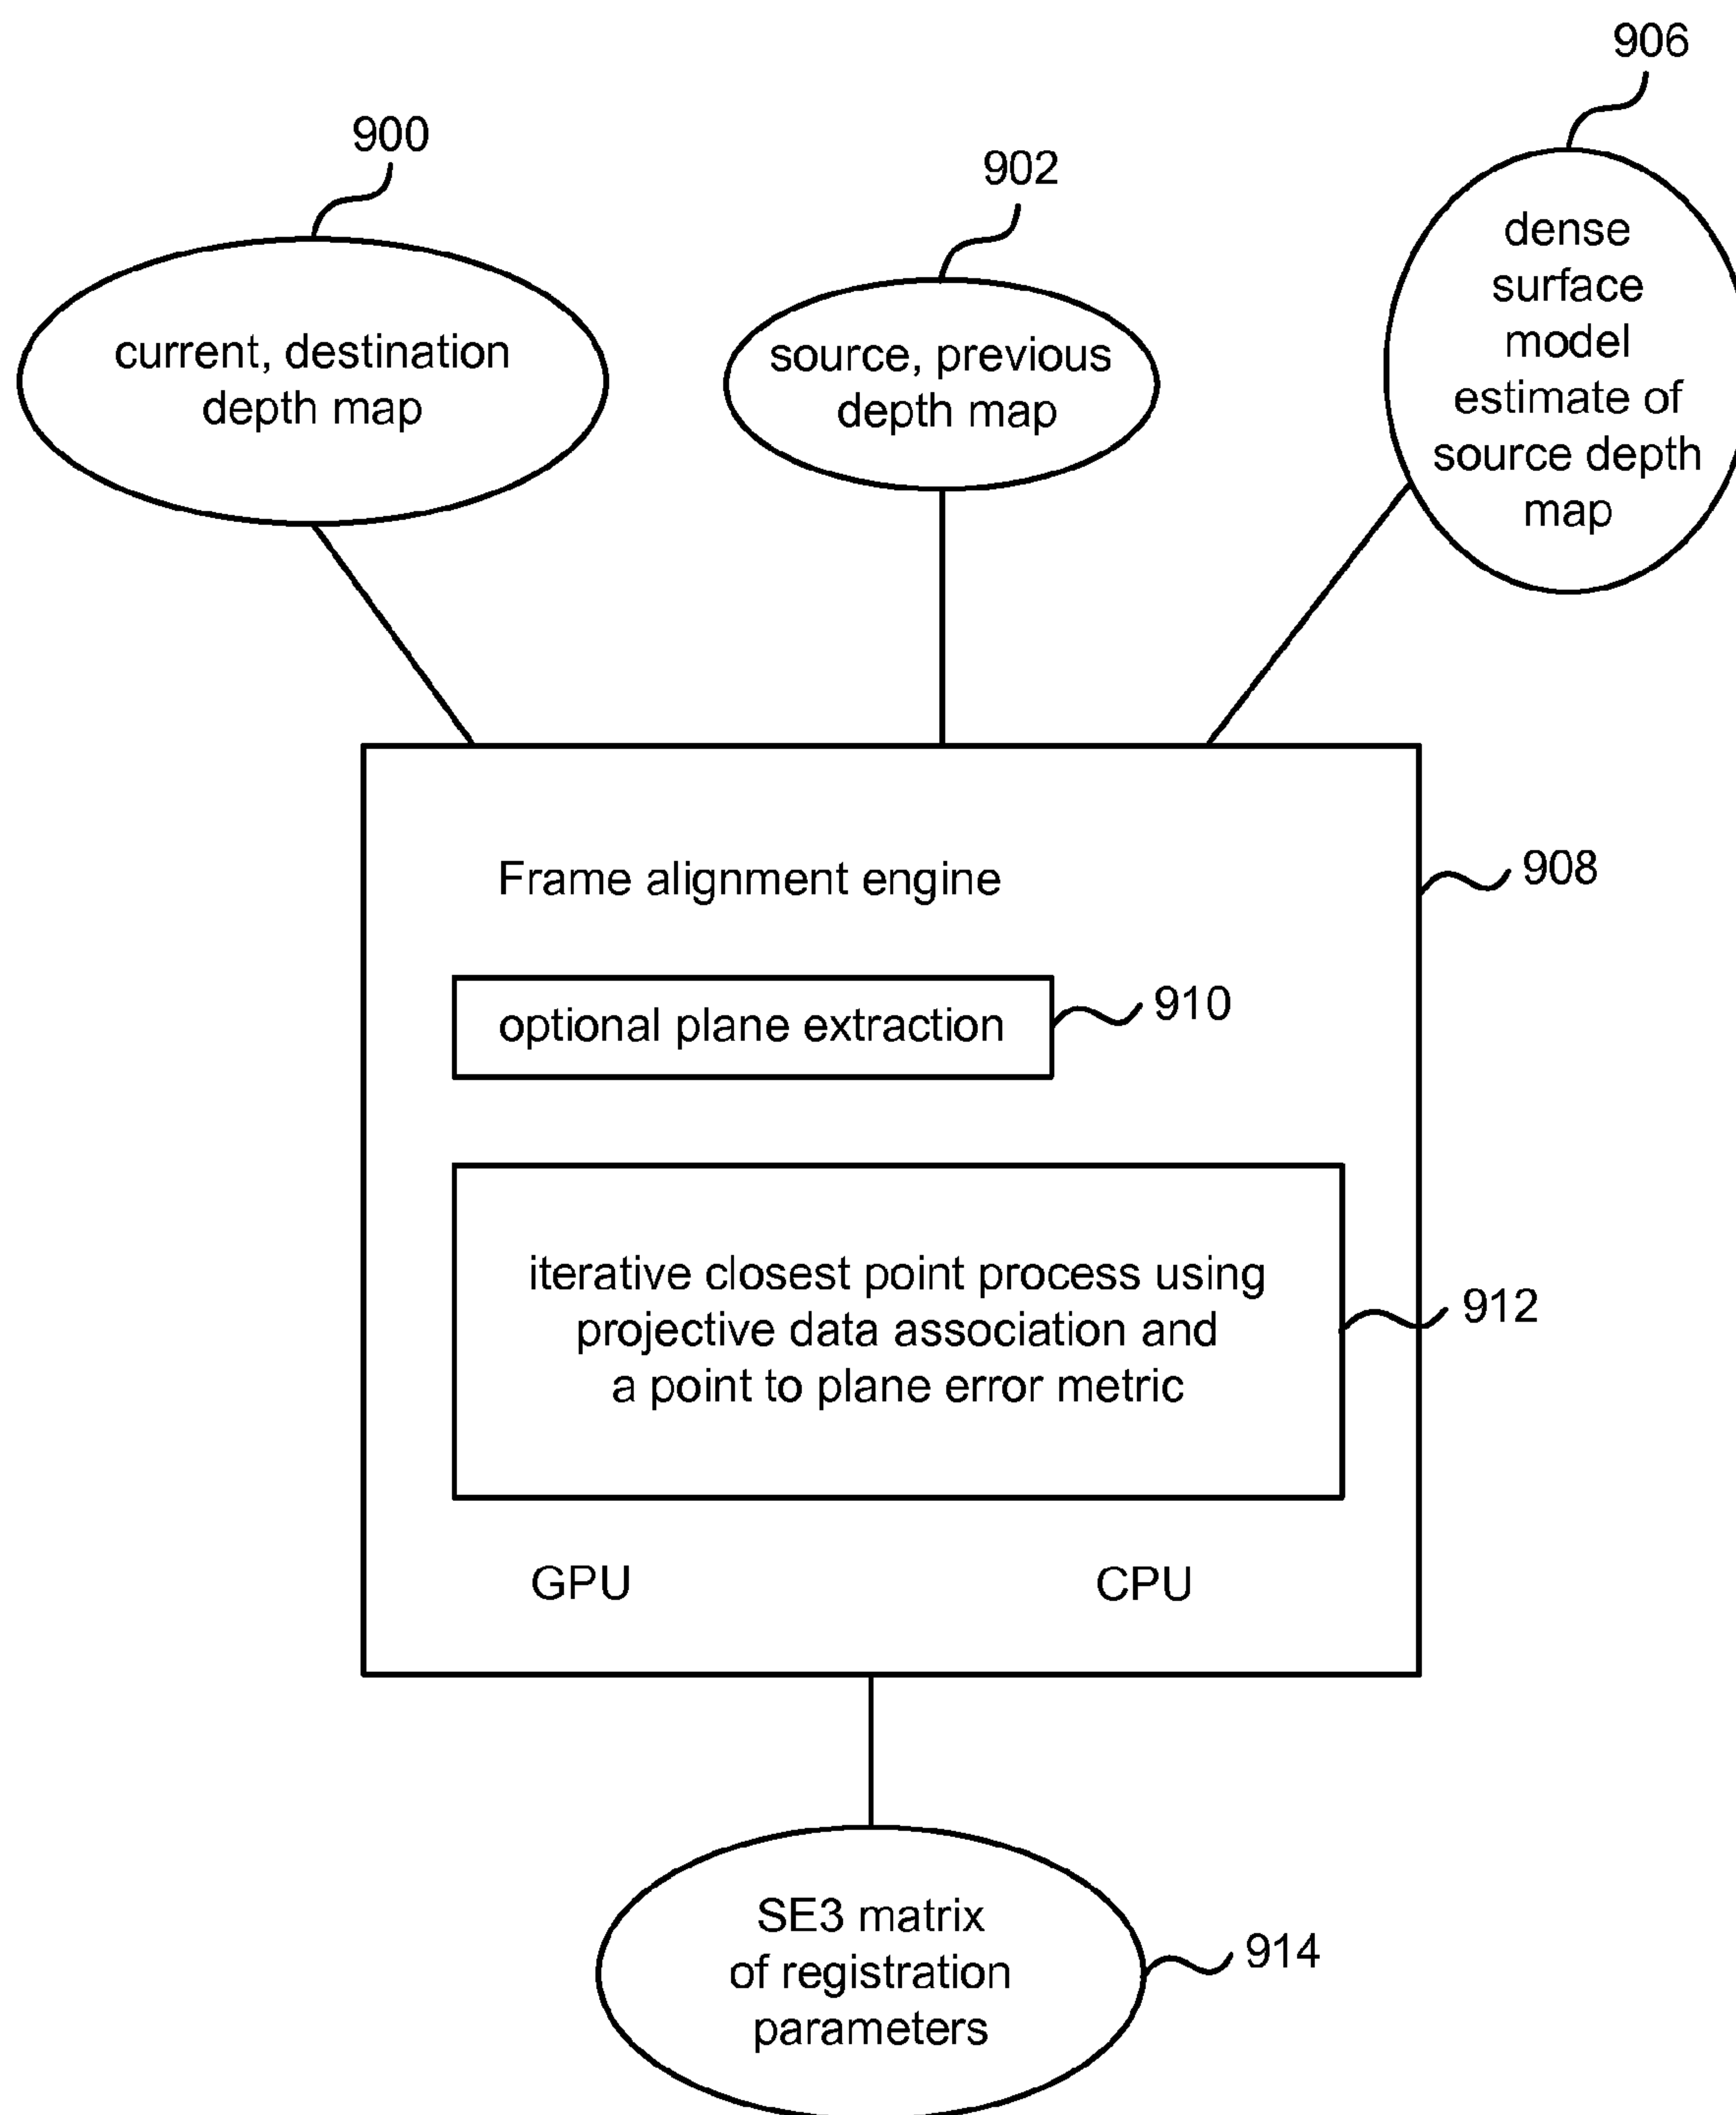 906
900
902
dense
surface
model
estimate of
source depth
map
current, destination
depth map
source, previous
depth map
Frame alignment engine
908
optional plane extraction
910
iterative closest point process using
projective data association and
a point to plane error metric
912
GPU
CPU
SE3 matrix
of registration
parameters
914